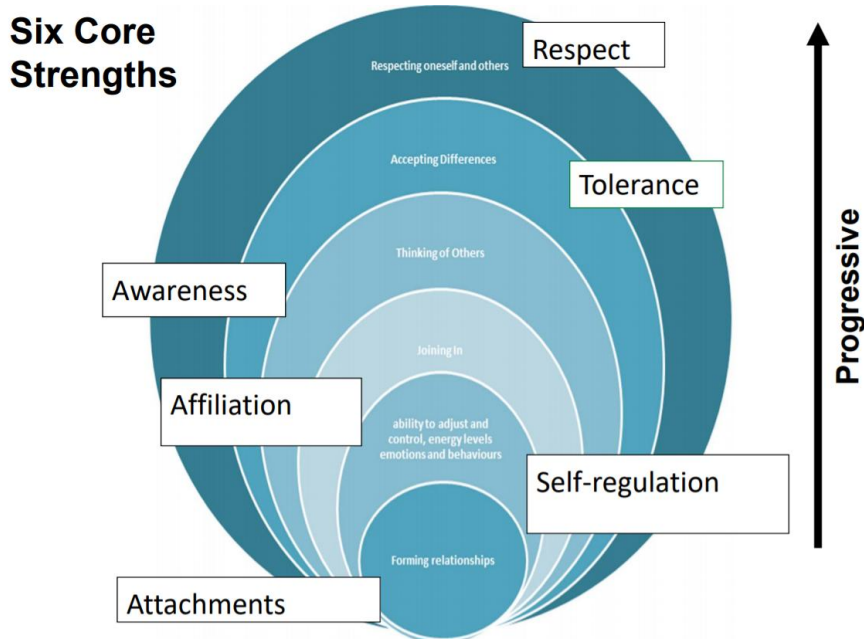 Six Core
Strengths
Respect
Respecting oneself and others
Accepting Differences
Tolerance
Thinking of Others
Awareness
Joining In
Affiliation
ability to adjust and
control, energy levels
emotions and behaviours
Self-regulation
Forming relationships
Attachments
Progressive